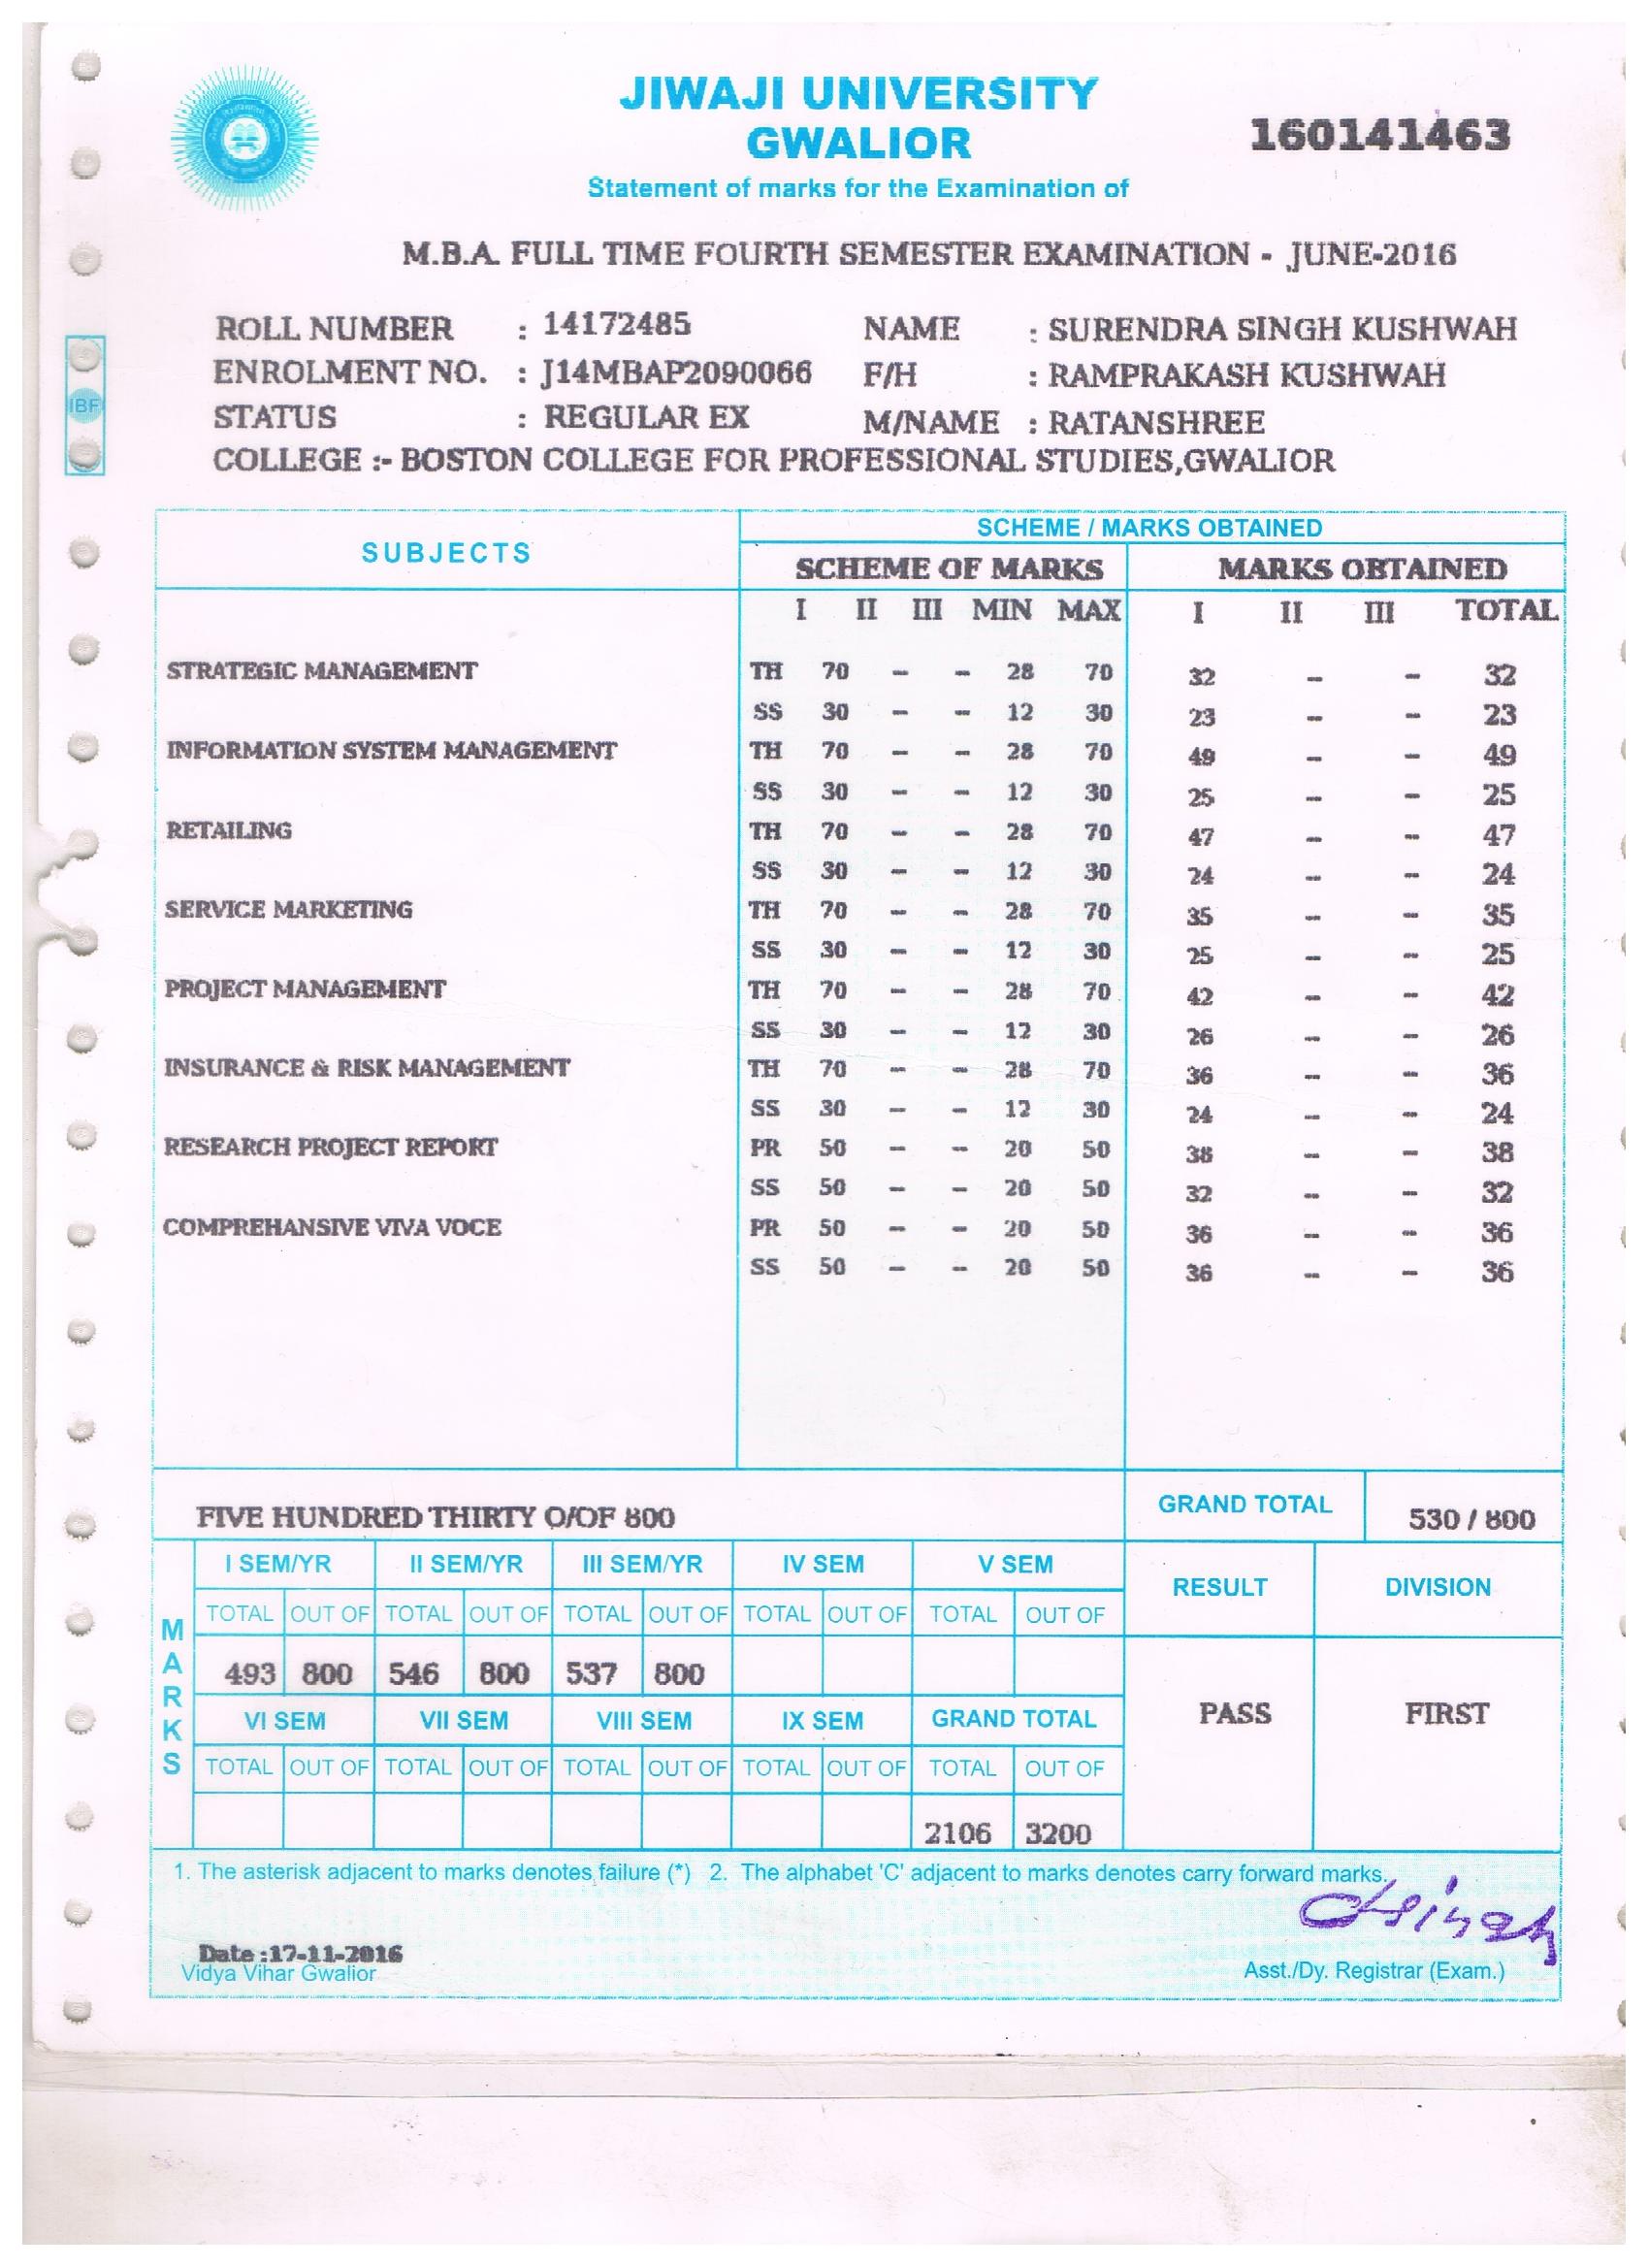 JIWAJI UNIVERSITY
GWALIOR
160141463
Statement of marks for the Examination of
M.B.A. FULL TIME FOURTH SEMESTER EXAMINATION - JUNE-2016
ROLL NUMBER : 14172485 NAME : SURENDRA SINGH KUSHWAH
ENROLMENT NO. : J14MBAP2090066 F/H : RAMPRAKASH KUSHWAH
STATUS : REGULAR EX M/NAME : RATANSHREE
COLLEGE :- BOSTON COLLEGE FOR PROFESSIONAL STUDIES,GWALIOR
IBF
SUBJECTS SCHEME / MARKS OBTAINED
SCHEME OF MARKS MARKS OBTAINED
I II III MIN MAX I II III TOTAL
STRATEGIC MANAGEMENT TH 70 - - 28 70 32 - - 32
SS 30 - - 12 30 23 - - 23
INFORMATION SYSTEM MANAGEMENT TH 70 - - 28 70 49 - - 49
SS 30 - - 12 30 25 - - 25
RETAILING TH 70 - - 28 70 47 - - 47
SS 30 - - 12 30 24 - - 24
SERVICE MARKETING TH 70 - - 28 70 35 - - 35
SS 30 - - 12 30 25 - - 25
PROJECT MANAGEMENT TH 70 - - 28 70 42 - - 42
SS 30 - - 12 30 26 - - 26
INSURANCE & RISK MANAGEMENT TH 70 - - 28 70 36 - - 36
SS 30 - - 12 30 24 - - 24
RESEARCH PROJECT REPORT PR 50 - - 20 50 38 - - 38
SS 50 - - 20 50 32 - - 32
COMPREHANSIVE VIVA VOCE PR 50 - - 20 50 36 - - 36
SS 50 - - 20 50 36 - - 36
FIVE HUNDRED THIRTY O/OF 800 GRAND TOTAL 530 / 800
MARKS
I SEM/YR II SEM/YR III SEM/YR IV SEM V SEM RESULT DIVISION
TOTAL OUT OF TOTAL OUT OF TOTAL OUT OF TOTAL OUT OF TOTAL OUT OF
493 800 546 800 537 800
VI SEM VII SEM VIII SEM IX SEM GRAND TOTAL PASS FIRST
TOTAL OUT OF TOTAL OUT OF TOTAL OUT OF TOTAL OUT OF TOTAL OUT OF
2106 3200
1. The asterisk adjacent to marks denotes failure (*) 2. The alphabet 'C' adjacent to marks denotes carry forward marks.
Date :17-11-2016
Vidya Vihar Gwalior Asst./Dy. Registrar (Exam.)